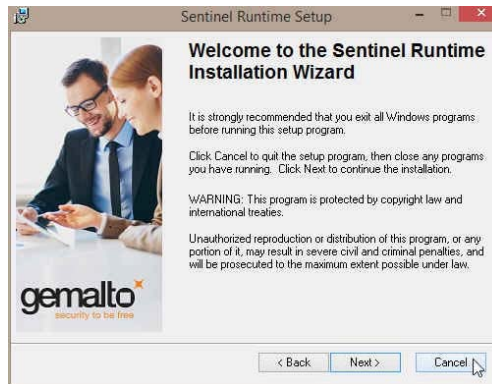 Sentinel Runtime Setup
Welcome to the Sentinel Runtime
Installation Wizard
It is strongly recommended that you exit all Windows programs
before running this setup program.
Click Cancel to quit the setup program, then close any programs
you have running. Click Next to continue the installation.
WARNING: This program is protected by copyright law and
international treaties.
Unauthorized reproduction or distribution of this program, or any
portion of it, may result in severe civil and criminal penalties, and
will be prosecuted to the maximum extent possible under law.
gemalto
security to be free
< Back Next > Cancel